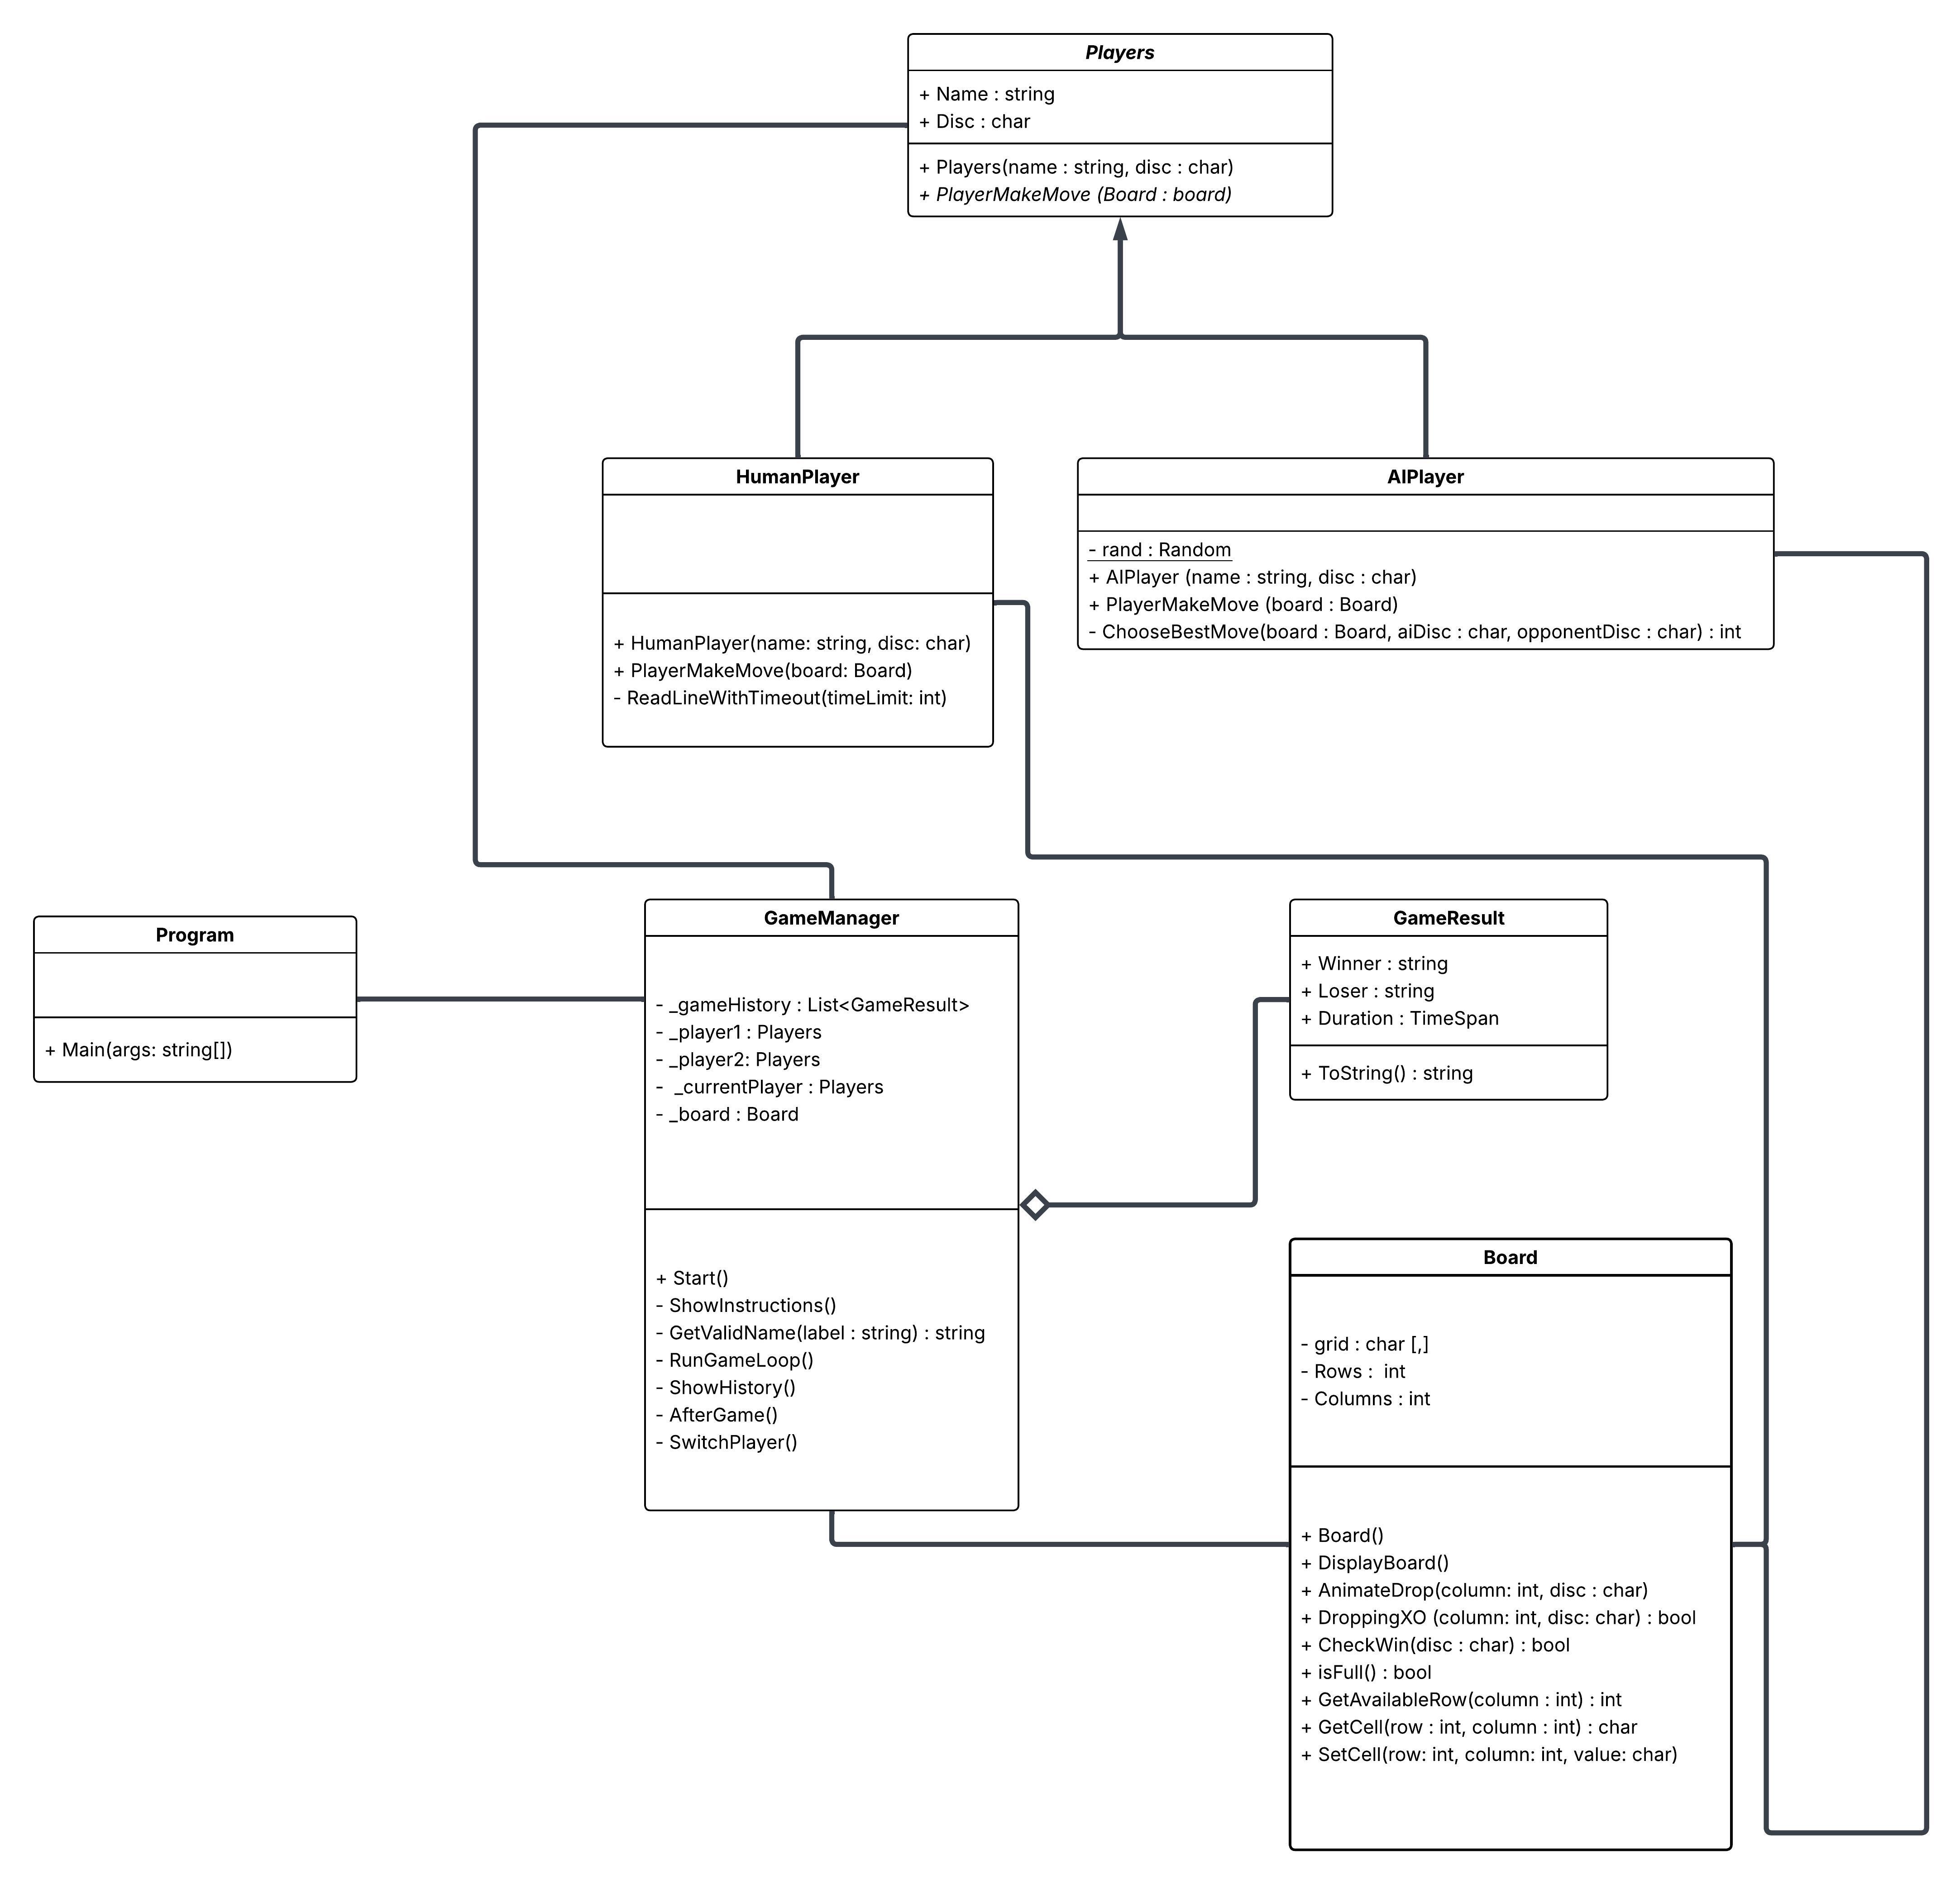 Players
+ Name : string
+ Disc : char
+ Players(name : string, disc : char)
+ PlayerMakeMove (Board : board)
HumanPlayer
+ HumanPlayer(name: string, disc: char)
+ PlayerMakeMove(board: Board)
- ReadLineWithTimeout(timeLimit: int)
AIPlayer
- rand : Random
+ AIPlayer (name : string, disc : char)
+ PlayerMakeMove (board : Board)
- ChooseBestMove(board : Board, aiDisc : char, opponentDisc : char) : int
Program
+ Main(args: string[])
GameManager
- _gameHistory : List<GameResult>
- _player1 : Players
- _player2: Players
- _currentPlayer : Players
- _board : Board
+ Start()
- ShowInstructions()
- GetValidName(label : string) : string
- RunGameLoop()
- ShowHistory()
- AfterGame()
- SwitchPlayer()
GameResult
+ Winner : string
+ Loser : string
+ Duration : TimeSpan
+ ToString() : string
Board
- grid : char [,]
- Rows : int
- Columns : int
+ Board()
+ DisplayBoard()
+ AnimateDrop(column: int, disc : char)
+ DroppingXO (column: int, disc: char) : bool
+ CheckWin(disc : char) : bool
+ isFull() : bool
+ GetAvailableRow(column : int) : int
+ GetCell(row : int, column : int) : char
+ SetCell(row: int, column: int, value: char)